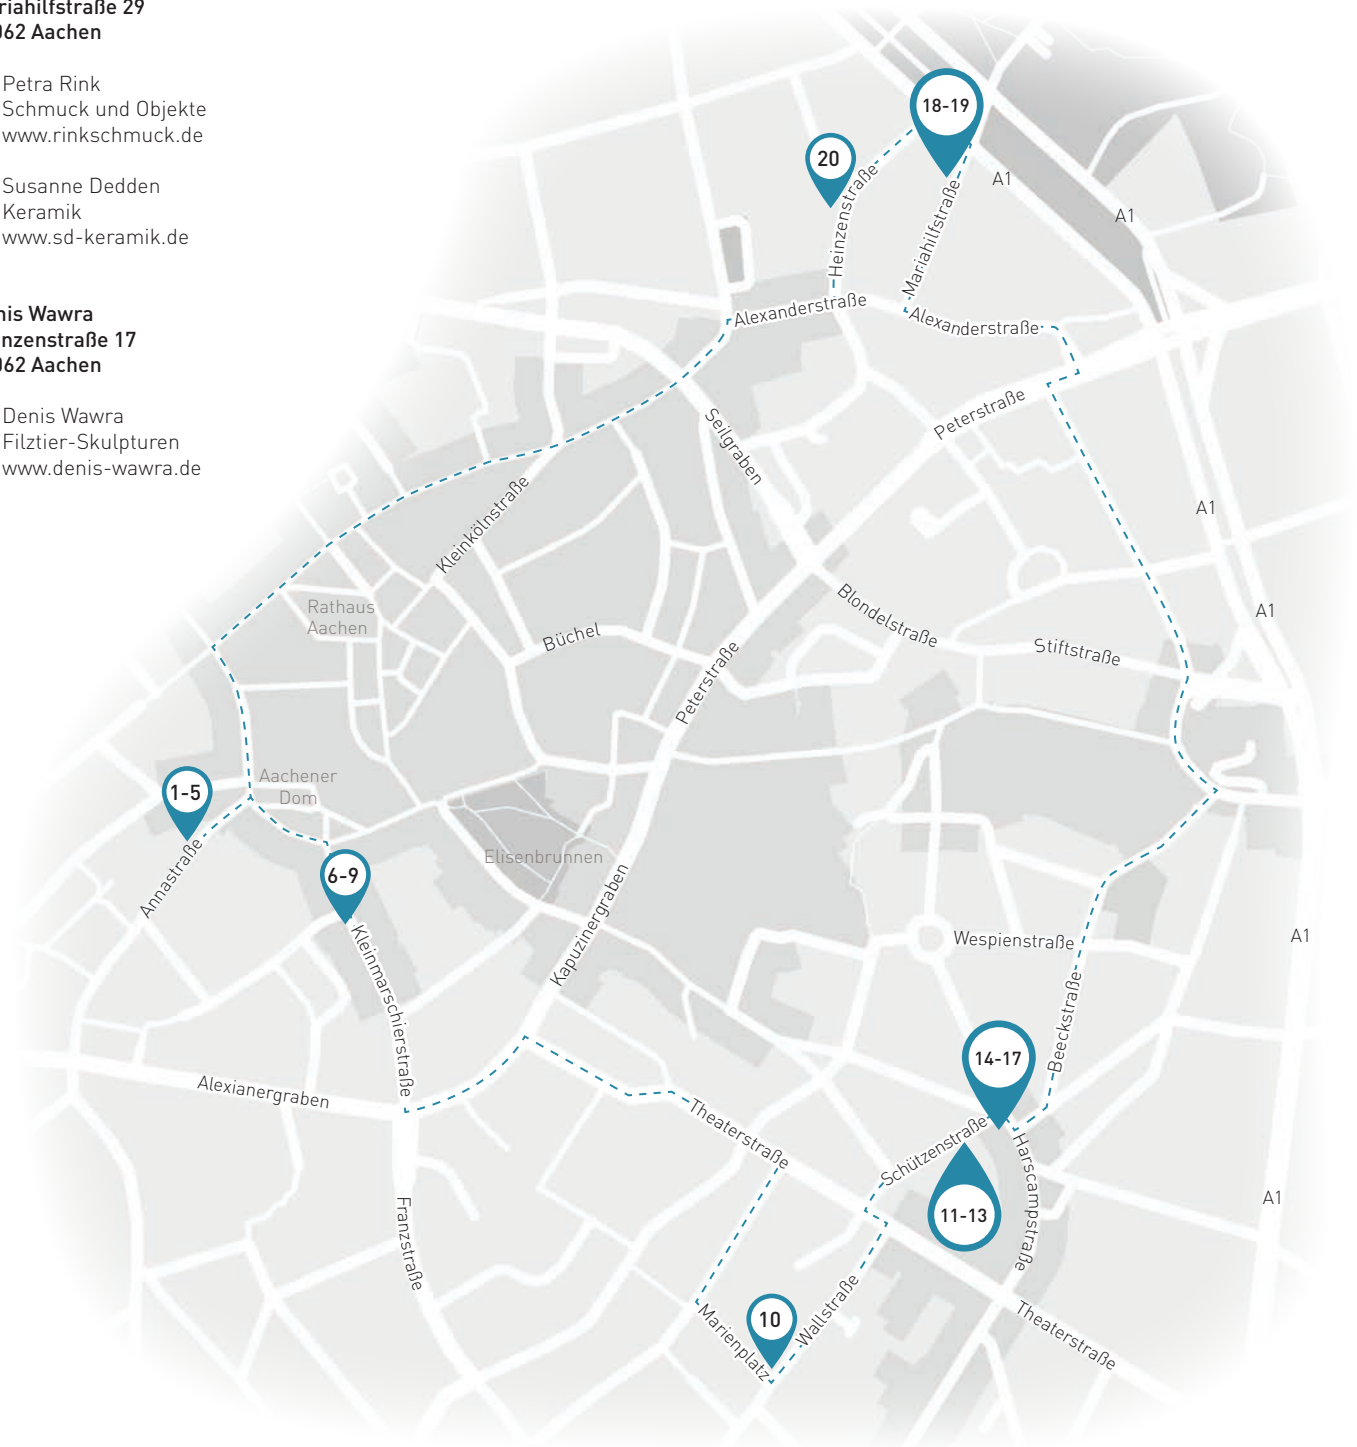 riahilfstraße 29
062 Aachen
Petra Rink
Schmuck und Objekte
www.rinkschmuck.de
Susanne Dedden
Keramik
www.sd-keramik.de
nis Wawra
nzenstraße 17
062 Aachen
Denis Wawra
Filztier-Skulpturen
www.denis-wawra.de
18-19
20
A1
A1
Heinzenstraße
Mariahilfstraße
Alexanderstraße
Alexanderstraße
Peterstraße
Seilgraben
Kleinkölnstraße
A1
Rathaus
Aachen
Büchel
Blondelstraße
Stiftstraße
A1
Peterstraße
Aachener
Dom
1-5
Annastraße
6-9
Elisenbrunnen
Kapuzinergraben
Kleinmarschierstraße
Wespienstraße
A1
Beeckstraße
14-17
Alexianergraben
Theaterstraße
Schützenstraße
Harscampstraße
11-13
A1
Franzstraße
10
Marienplatz
Wallstraße
Theaterstraße